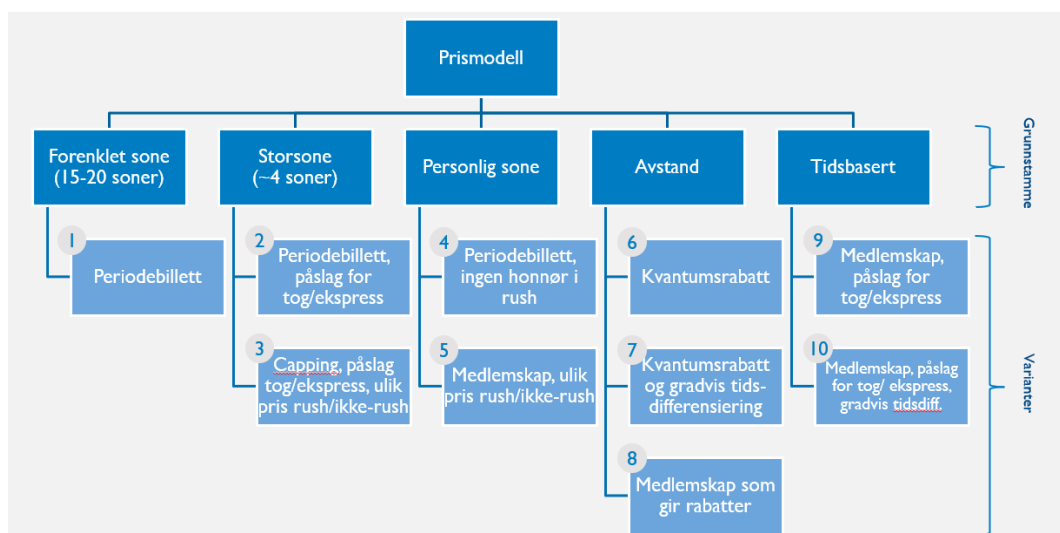 Prismodell
Forenklet sone
(15-20 soner)
Storsone
(~4 soner)
Personlig sone
Avstand
Tidsbasert
Grunnstamme
1
Periodebillett
2
Periodebillett,
påslag for
tog/ekspress
4
Periodebillett,
ingen honnør i
rush
6
Kvantumsrabatt
9
Medlemskap,
påslag for
tog/ekspress
3
Capping, påslag
tog/ekspress, ulik
pris rush/ikke-rush
5
Medlemskap, ulik
pris rush/ikke-rush
7
Kvantumsrabatt
og gradvis tids-
differensiering
10
Medlemskap, påslag
for tog/ ekspress,
gradvis tidsdiff.
8
Medlemskap som
gir rabatter
Varianter